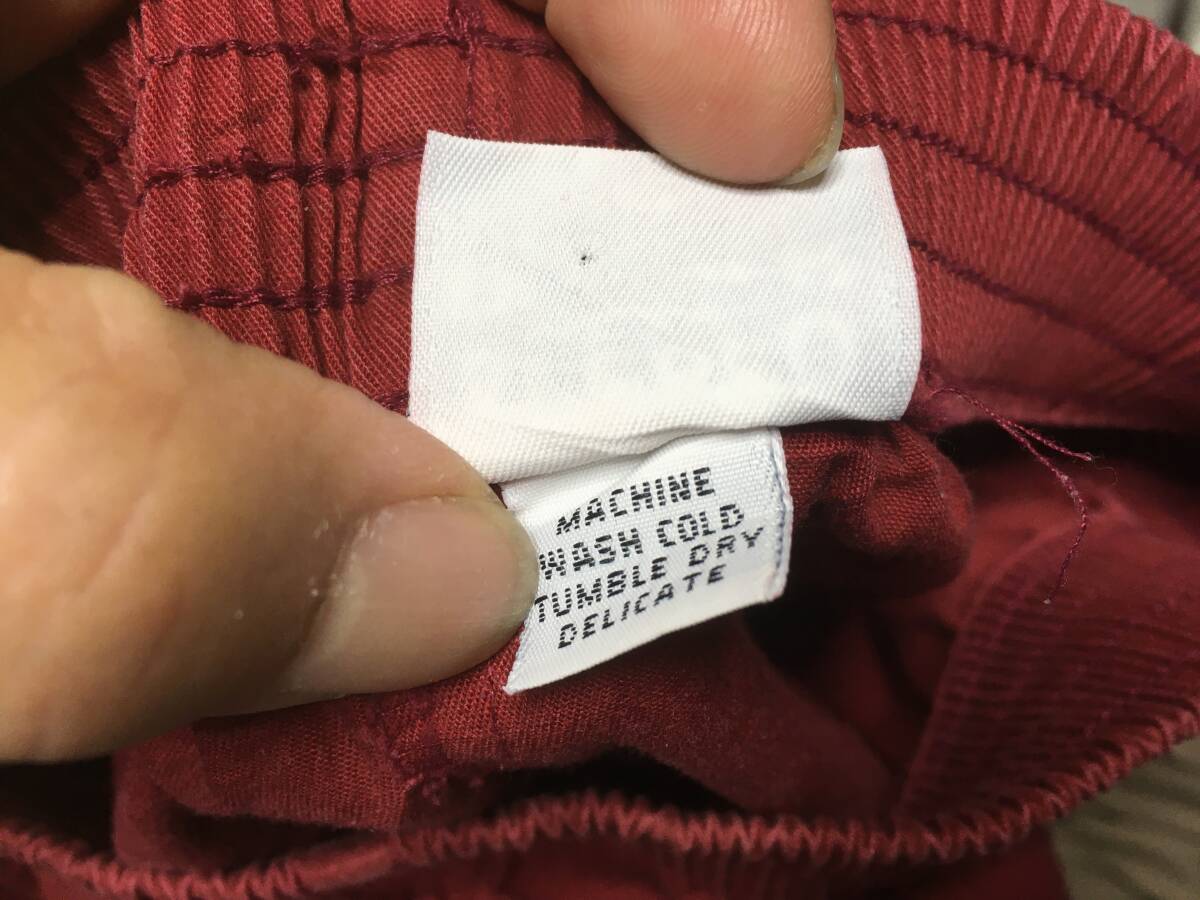 MACHINE
WASH COLD
TUMBLE DRY
DELICATE